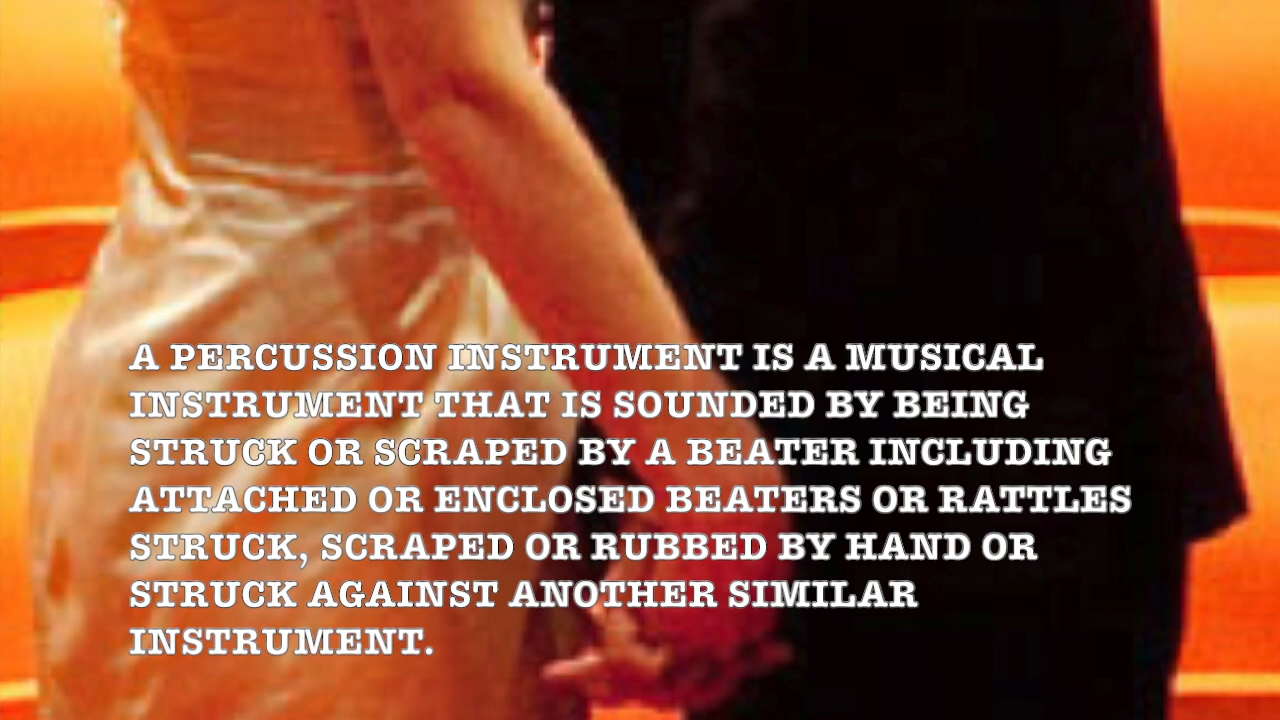 A PERCUSSION INSTRUMENT IS A MUSICAL
INSTRUMENT THAT IS SOUNDED BY BEING
STRUCK OR SCRAPED BY A BEATER INCLUDING
ATTACHED OR ENCLOSED BEATERS OR RATTLES
STRUCK, SCRAPED OR RUBBED BY HAND OR
STRUCK AGAINST ANOTHER SIMILAR
INSTRUMENT.